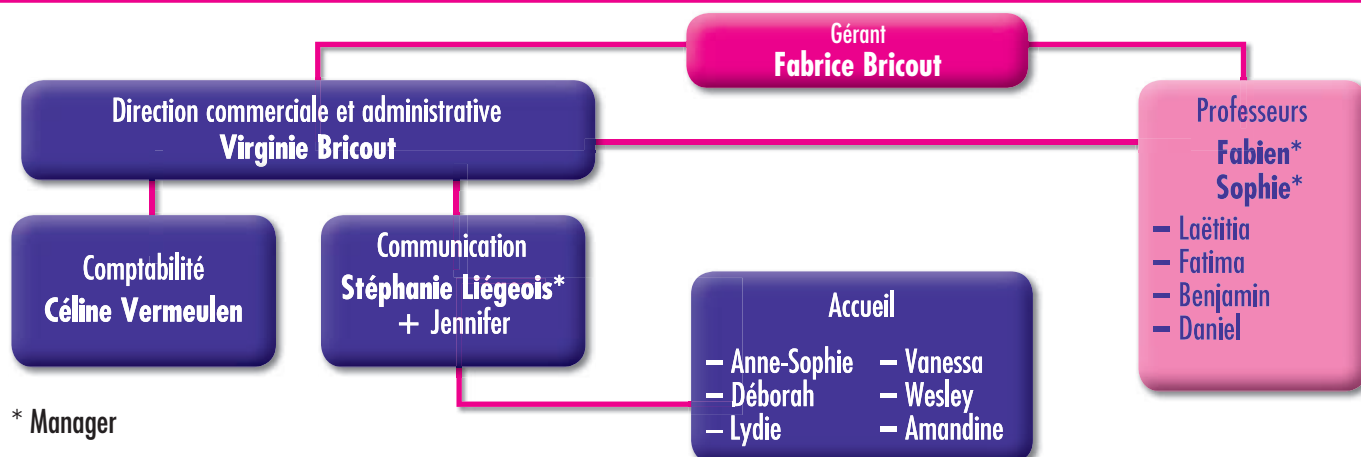 Gérant
Fabrice Bricout
Direction commerciale et administrative
Virginie Bricout
Professeurs
Fabien*
Sophie*
– Laëtitia
– Fatima
– Benjamin
– Daniel
Comptabilité
Céline Vermeulen
Communication
Stéphanie Liégeois*
+ Jennifer
Accueil
– Anne-Sophie
– Déborah
– Lydie
– Vanessa
– Wesley
– Amandine
* Manager